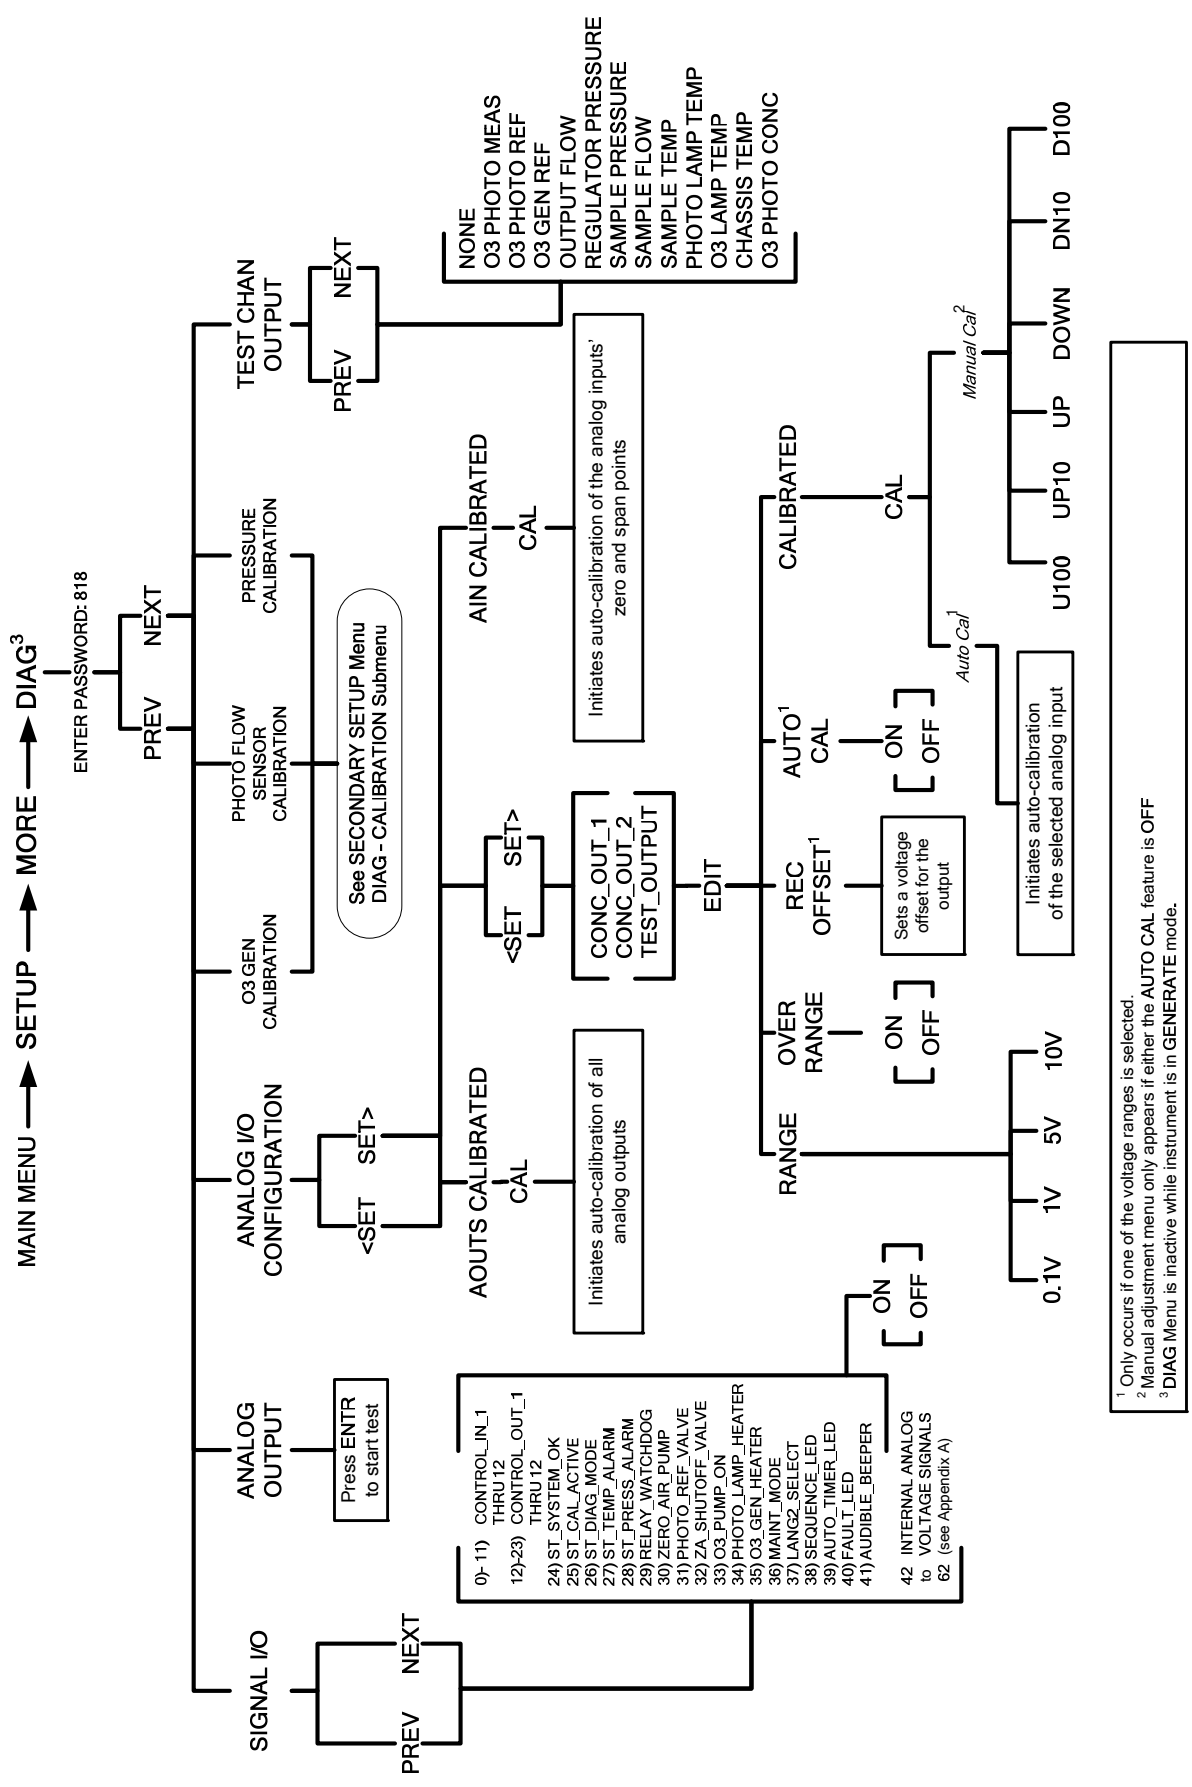 MAIN MENU SETUP MORE DIAG3
ENTER PASSWORD: 818
PREV NEXT
SIGNAL I/O
ANALOG
OUTPUT
ANALOG I/O
CONFIGURATION
O3 GEN
CALIBRATION
PHOTO FLOW
SENSOR
CALIBRATION
PRESSURE
CALIBRATION
TEST CHAN
OUTPUT
PREV NEXT
Press ENTR
to start test
<SET SET>
See SECONDARY SETUP Menu
DIAG - CALIBRATION Submenu
PREV NEXT
NONE
O3 PHOTO MEAS
O3 PHOTO REF
O3 GEN REF
OUTPUT FLOW
REGULATOR PRESSURE
SAMPLE PRESSURE
SAMPLE FLOW
SAMPLE TEMP
PHOTO LAMP TEMP
O3 LAMP TEMP
CHASSIS TEMP
O3 PHOTO CONC
0)- 11) CONTROL_IN_1
THRU 12
12)-23) CONTROL_OUT_1
THRU 12
24) ST_SYSTEM_OK
25) ST_CAL_ACTIVE
26) ST_DIAG_MODE
27) ST_TEMP_ALARM
28) ST_PRESS_ALARM
29) RELAY_WATCHDOG
30) ZERO_AIR_PUMP
31) PHOTO_REF_VALVE
32) ZA_SHUTOFF_VALVE
33) O3_PUMP_ON
34) PHOTO_LAMP_HEATER
35) O3_GEN_HEATER
36) MAINT_MODE
37) LANG2_SELECT
38) SEQUENCE_LED
39) AUTO_TIMER_LED
40) FAULT_LED
41) AUDIBLE_BEEPER
42 INTERNAL ANALOG
to VOLTAGE SIGNALS
62 (see Appendix A)
ON
OFF
AOUTS CALIBRATED
CAL
Initiates auto-calibration of all
analog outputs
<SET SET>
CONC_OUT_1
CONC_OUT_2
TEST_OUTPUT
EDIT
AIN CALIBRATED
CAL
Initiates auto-calibration of the analog inputs’
zero and span points
RANGE
OVER
RANGE
REC
OFFSET1
AUTO1
CAL
CALIBRATED
ON
OFF
Sets a voltage
offset for the
output
ON
OFF
CAL
Auto Cal1
Manual Cal2
Initiates auto-calibration
of the selected analog input
0.1V 1V 5V 10V
U100 UP10 UP DOWN DN10 D100
1 Only occurs if one of the voltage ranges is selected.
2 Manual adjustment menu only appears if either the AUTO CAL feature is OFF
3 DIAG Menu is inactive while instrument is in GENERATE mode.